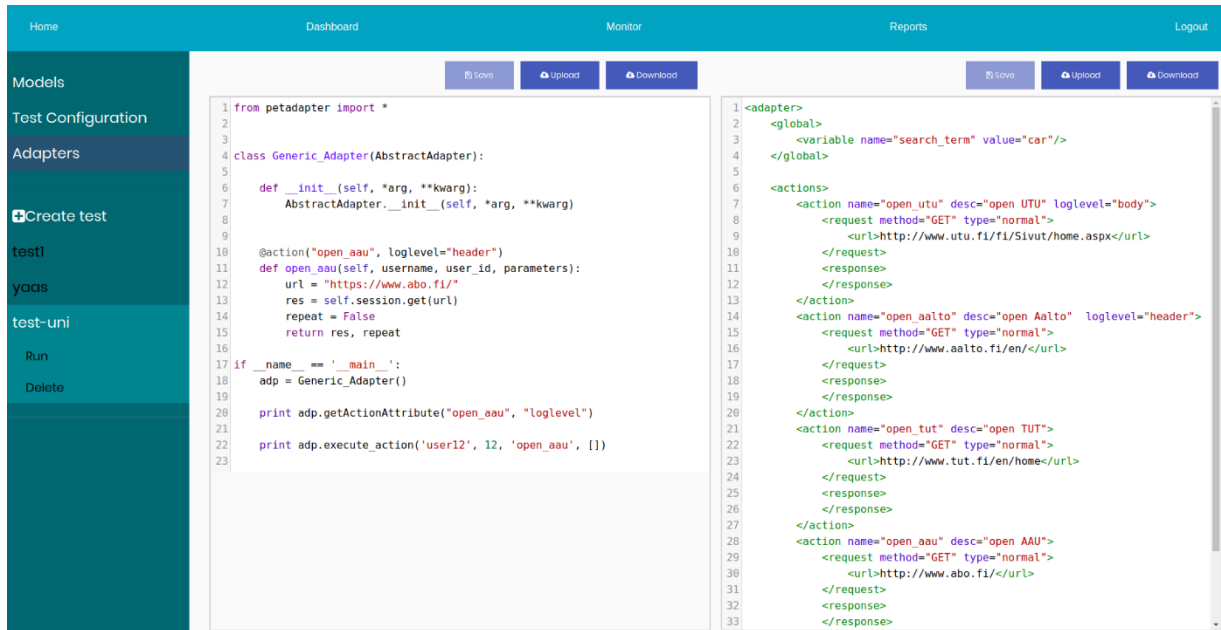 Home Dashboard Monitor Reports Logout
Models
Test Configuration
Adapters
Create test
test1
yaas
test-uni
Run
Delete
Save Upload Download
1 from petadapter import *
2
3
4 class Generic_Adapter(AbstractAdapter):
5
6     def __init__(self, *arg, **kwarg):
7         AbstractAdapter.__init__(self, *arg, **kwarg)
8
9
10     @action("open_aau", loglevel="header")
11     def open_aau(self, username, user_id, parameters):
12         url = "https://www.abo.fi/"
13         res = self.session.get(url)
14         repeat = False
15         return res, repeat
16
17 if __name__ == '__main__':
18     adp = Generic_Adapter()
19
20     print adp.getActionAttribute("open_aau", "loglevel")
21
22     print adp.execute_action('user12', 12, 'open_aau', [])
23
Save Upload Download
1 <adapter>
2     <global>
3         <variable name="search_term" value="car"/>
4     </global>
5
6     <actions>
7         <action name="open_utu" desc="open UTU" loglevel="body">
8             <request method="GET" type="normal">
9                 <url>http://www.utu.fi/fi/Sivut/home.aspx</url>
10             </request>
11             <response>
12             </response>
13         </action>
14         <action name="open_aalto" desc="open Aalto"  loglevel="header">
15             <request method="GET" type="normal">
16                 <url>http://www.aalto.fi/en/</url>
17             </request>
18             <response>
19             </response>
20         </action>
21         <action name="open_tut" desc="open TUT">
22             <request method="GET" type="normal">
23                 <url>http://www.tut.fi/en/home</url>
24             </request>
25             <response>
26             </response>
27         </action>
28         <action name="open_aau" desc="open AAU">
29             <request method="GET" type="normal">
30                 <url>http://www.abo.fi/</url>
31             </request>
32             <response>
33             </response>